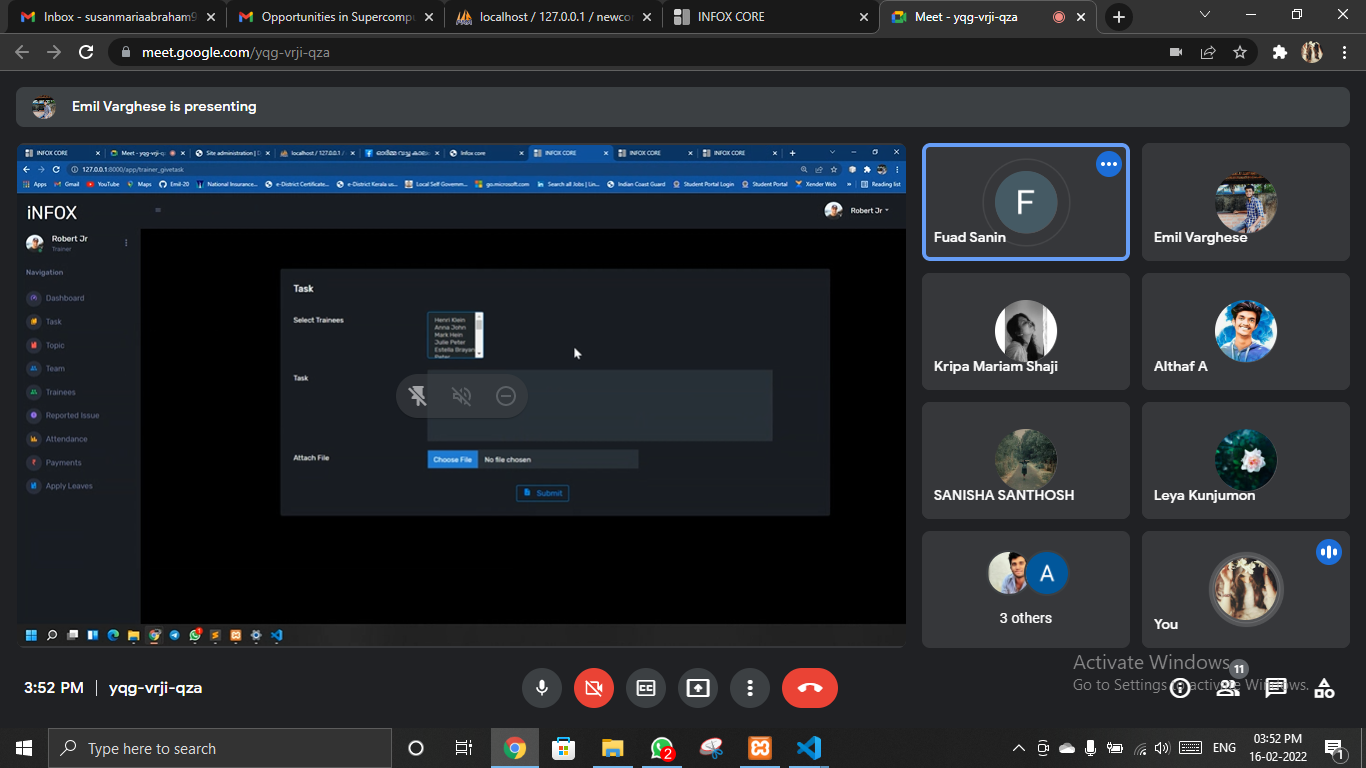 Inbox - susanmariaabraham9
Opportunities in Supercompu
localhost / 127.0.0.1 / newcor
INFOX CORE
Meet - yqg-vrji-qza
meet.google.com/yqg-vrji-qza
Emil Varghese is presenting
INFOX CORE
Meet - yqg-vrji-q
Site administration | D
localhost / 127.0.0.1 /
Infox core
INFOX CORE
INFOX CORE
INFOX CORE
127.0.0.1:8000/app/trainer_givetask
Apps
Gmail
YouTube
Maps
Emil-20
National Insurance...
e-District Certificate...
e-District Kerala us...
Local Self Governm...
go.microsoft.com
Search all Jobs | Lin...
Indian Coast Guard
Student Portal Login
Student Portal
Xender Web
»
Reading list
iNFOX
Robert Jr
Robert Jr
Trainer
Navigation
Dashboard
Task
Topic
Team
Trainees
Reported Issue
Attendance
Payments
Apply Leaves
Task
Select Trainees
Henri Klein
Anna John
Mark Hein
Julie Peter
Estella Brayan
Peter
Task
Attach File
Choose File No file chosen
Submit
F
Fuad Sanin
Emil Varghese
Kripa Mariam Shaji
Althaf A
SANISHA SANTHOSH
Leya Kunjumon
A
3 others
You
3:52 PM | yqg-vrji-qza
11
Activate Windows
Go to Settings to activate Windows.
Type here to search
2
ENG
03:52 PM
16-02-2022
1